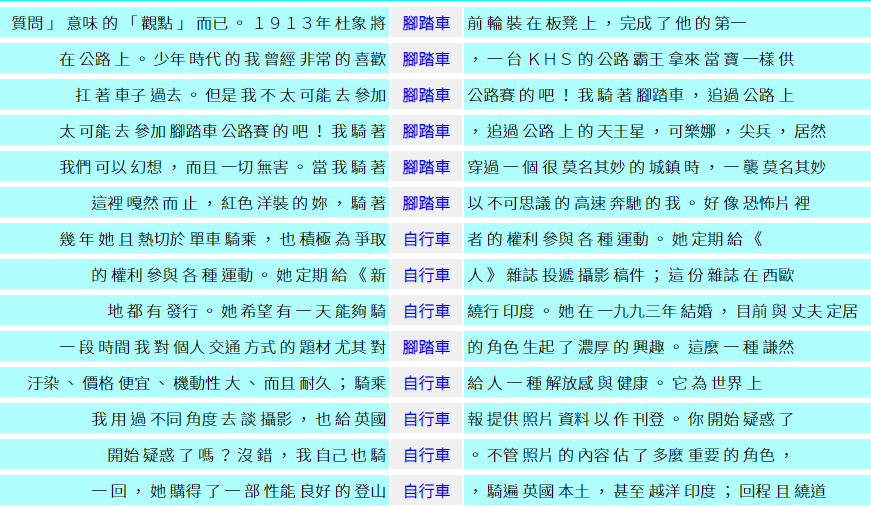 質問」意味的「觀點」而已。１９１３年杜象將 腳踏車 前輪裝在板凳上，完成了他的第一
在公路上。少年時代的我曾經非常的喜歡 腳踏車 ，一台ＫＨＳ的公路霸王拿來當寶一樣供
扛著車子過去。但是我不太可能去參加 腳踏車 公路賽的吧！我騎著腳踏車，追過公路上
太可能去參加腳踏車公路賽的吧！我騎著 腳踏車 ，追過公路上的天王星，可樂娜，尖兵，居然
我們可以幻想，而且一切無害。當我騎著 腳踏車 穿過一個很莫名其妙的城鎮時，一襲莫名其妙
這裡嘎然而止，紅色洋裝的妳，騎著 腳踏車 以不可思議的高速奔馳的我。好像恐怖片裡
幾年她且熱切於單車騎乘，也積極為爭取 自行車 者的權利參與各種運動。她定期給《
的權利參與各種運動。她定期給《新 自行車 人》雜誌投遞攝影稿件；這份雜誌在西歐
地都有發行。她希望有一天能夠騎 自行車 繞行印度。她在一九九三年結婚，目前與丈夫定居
一段時間我對個人交通方式的題材尤其對 腳踏車 的角色生起了濃厚的興趣。這麼一種謙然
汙染、價格便宜、機動性大、而且耐久；騎乘 自行車 給人一種解放感與健康。它為世界上
我用過不同角度去談攝影，也給英國 自行車 報提供照片資料以作刊登。你開始疑惑了
開始疑惑了嗎？沒錯，我自己也騎 自行車 。不管照片的內容佔了多麼重要的角色，
一回，她購得了一部性能良好的登山 自行車 ，騎遍英國本土，甚至越洋印度；回程且繞道